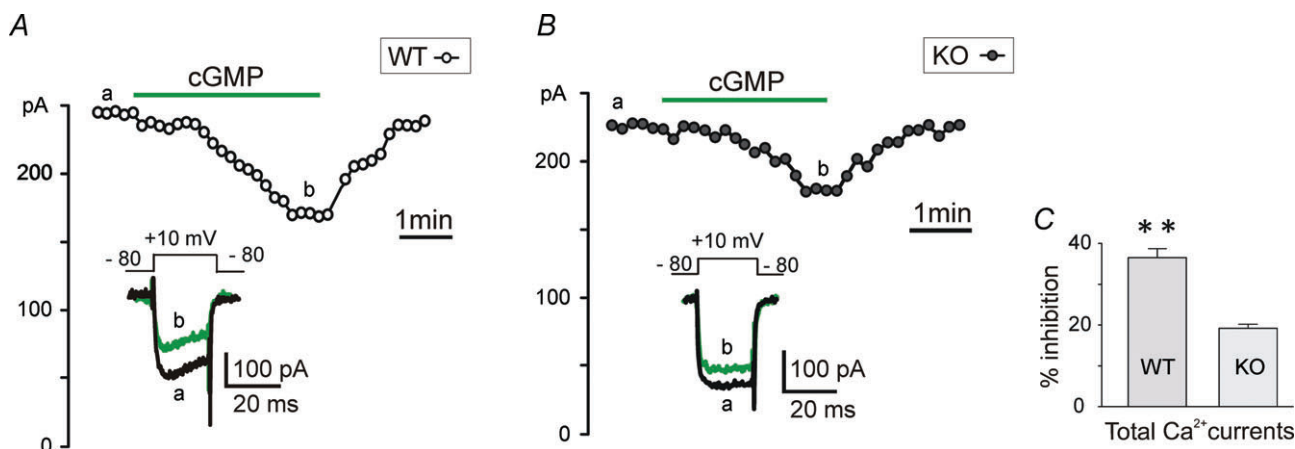 A
WT
cGMP
pA
a
200
b
1min
+10 mV
- 80
- 80
100
b
a
100 pA
20 ms
0
B
KO
cGMP
pA
a
200
b
1min
+10 mV
- 80
- 80
100
b
a
100 pA
20 ms
0
C
**
40
% inhibition
20
WT
KO
0
Total Ca²⁺currents